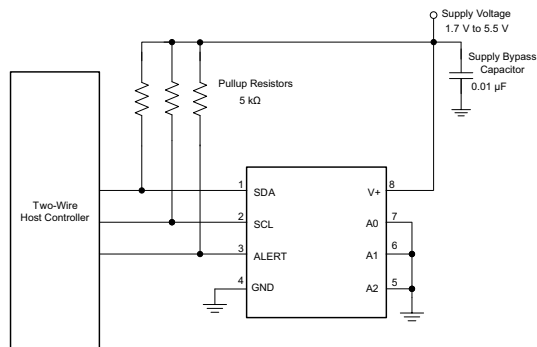 Supply Voltage
1.7 V to 5.5 V
Supply Bypass
Capacitor
0.01 µF
Pullup Resistors
5 kΩ
Two-Wire
Host Controller
1 SDA
2 SCL
3 ALERT
4 GND
V+ 8
A0 7
A1 6
A2 5